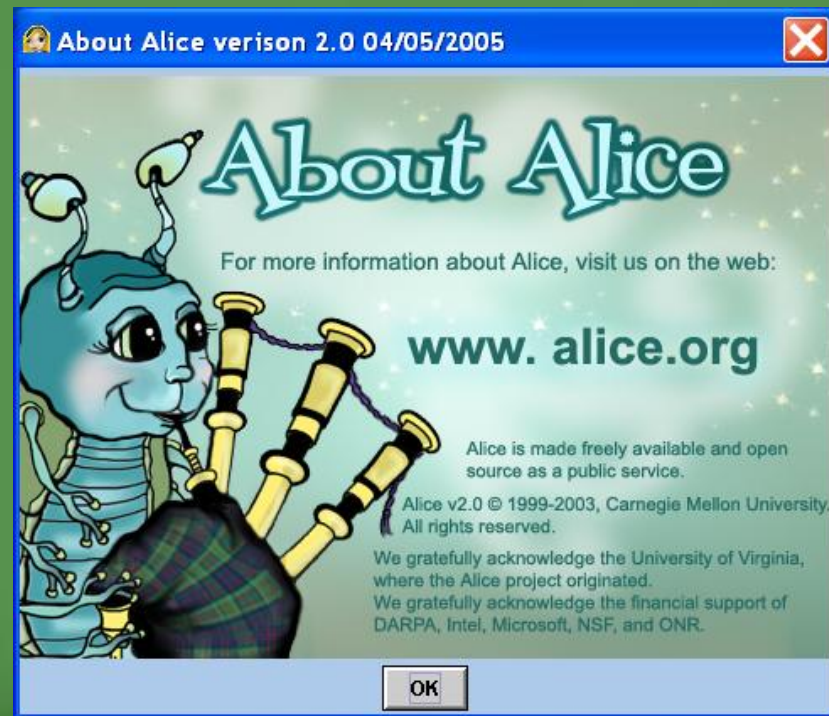 About Alice verison 2.0 04/05/2005
About Alice
For more information about Alice, visit us on the web:
www. alice.org
Alice is made freely available and open
source as a public service.
Alice v2.0 © 1999-2003, Carnegie Mellon University.
All rights reserved.
We gratefully acknowledge the University of Virginia,
where the Alice project originated.
We gratefully acknowledge the financial support of
DARPA, Intel, Microsoft, NSF, and ONR.
OK